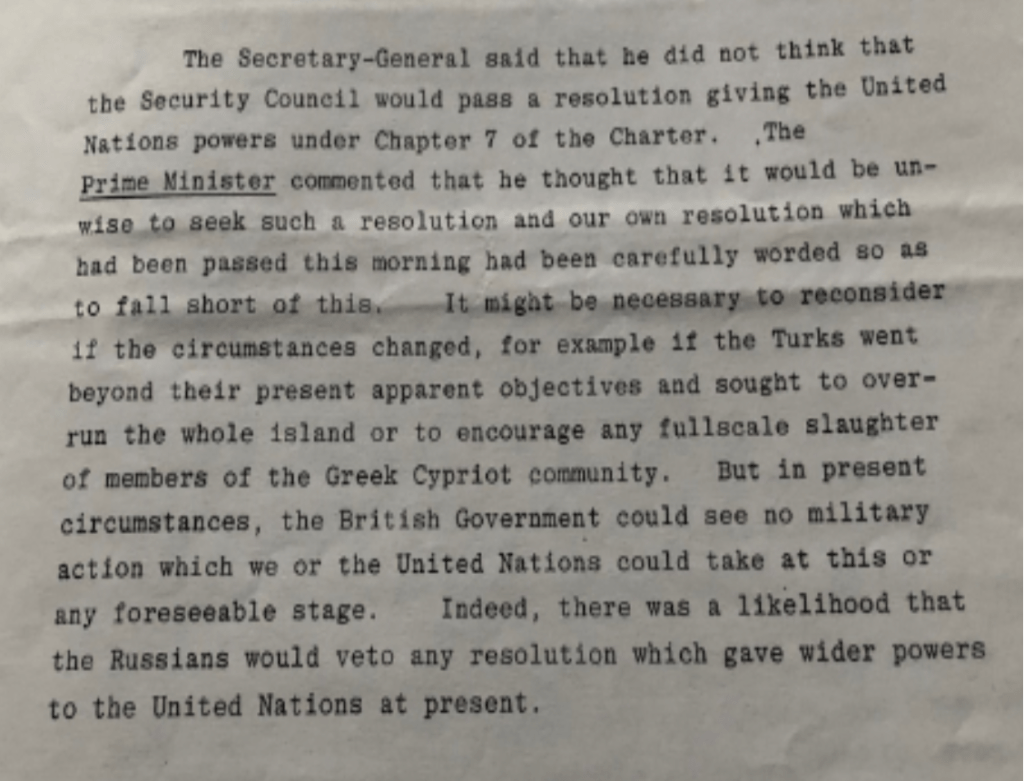 The Secretary-General said that he did not think that
the Security Council would pass a resolution giving the United
Nations powers under Chapter 7 of the Charter. .The
Prime Minister commented that he thought that it would be un-
wise to seek such a resolution and our own resolution which
had been passed this morning had been carefully worded so as
to fall short of this. It might be necessary to reconsider
if the circumstances changed, for example if the Turks went
beyond their present apparent objectives and sought to over-
run the whole island or to encourage any fullscale slaughter
of members of the Greek Cypriot community. But in present
circumstances, the British Government could see no military
action which we or the United Nations could take at this or
any foreseeable stage. Indeed, there was a likelihood that
the Russians would veto any resolution which gave wider powers
to the United Nations at present.